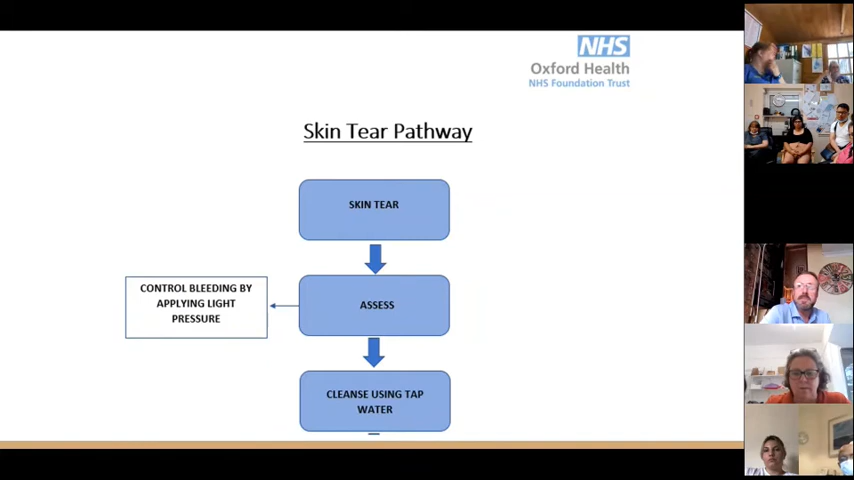 NHS
Oxford Health
NHS Foundation Trust
Skin Tear Pathway
SKIN TEAR
CONTROL BLEEDING BY
APPLYING LIGHT
PRESSURE
ASSESS
CLEANSE USING TAP
WATER